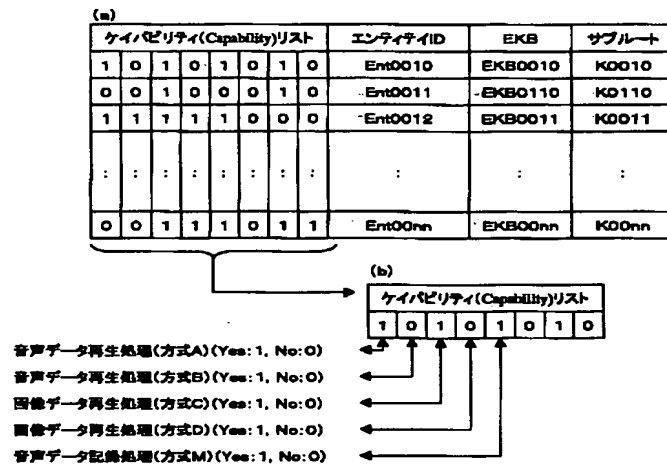 (a)
ケイパビリティ(Capability)リスト エンティティID EKB サブルート
1 0 1 0 1 0 1 0 Ent0010 EKB0010 K0010
0 0 1 0 0 0 1 0 Ent0011 EKB0110 K0110
1 1 1 1 1 0 0 0 Ent0012 EKB0011 K0011
: : : : : : : : : : :
0 0 1 1 1 0 1 1 Ent00nn EKB00nn K00nn
(b)
ケイパビリティ(Capability)リスト
1 0 1 0 1 0 1 0
音声データ再生処理(方式A)(Yes: 1, No: 0)
音声データ再生処理(方式B)(Yes: 1, No: 0)
画像データ再生処理(方式C)(Yes: 1, No: 0)
画像データ再生処理(方式D)(Yes: 1, No: 0)
音声データ記録処理(方式M)(Yes: 1, No: 0)